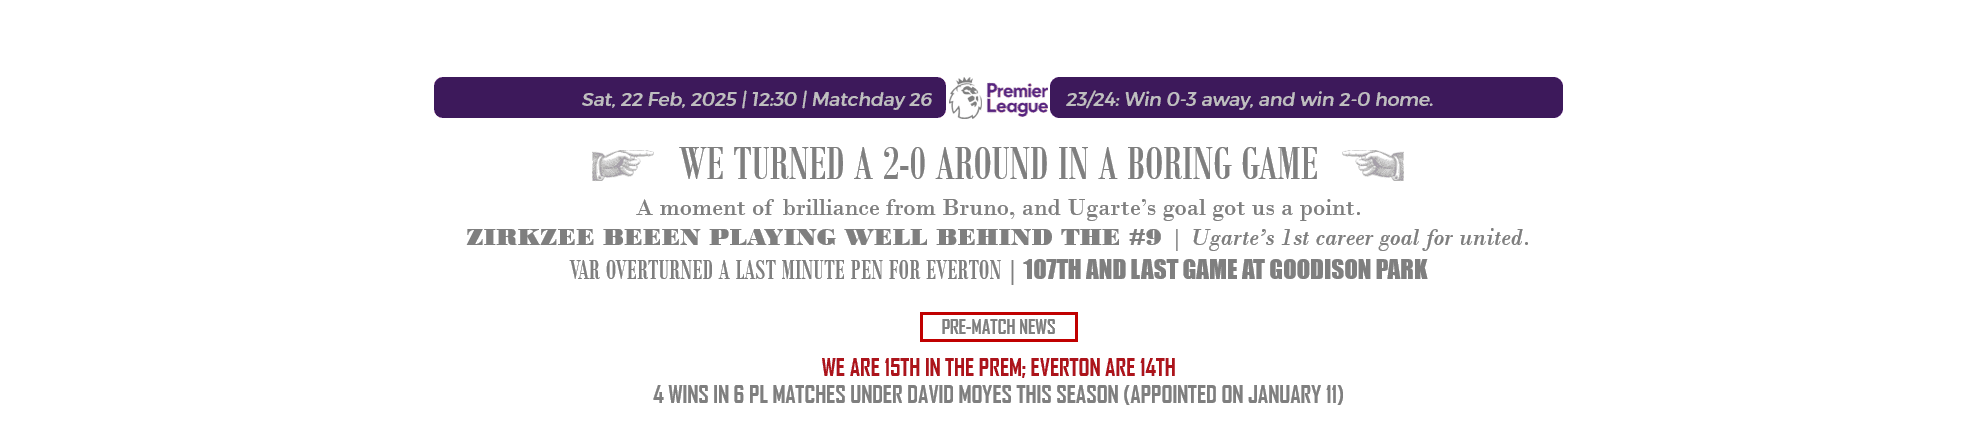 Sat, 22 Feb, 2025 | 12:30 | Matchday 26
Premier
League
23/24: Win 0-3 away, and win 2-0 home.
WE TURNED A 2-0 AROUND IN A BORING GAME
A moment of brilliance from Bruno, and Ugarte's goal got us a point.
ZIRKZEE BEEEN PLAYING WELL BEHIND THE #9 | Ugarte's 1st career goal for united.
VAR OVERTURNED A LAST MINUTE PEN FOR EVERTON | 107TH AND LAST GAME AT GOODISON PARK
PRE-MATCH NEWS
WE ARE 15TH IN THE PREM; EVERTON ARE 14TH
4 WINS IN 6 PL MATCHES UNDER DAVID MOYES THIS SEASON (APPOINTED ON JANUARY 11)